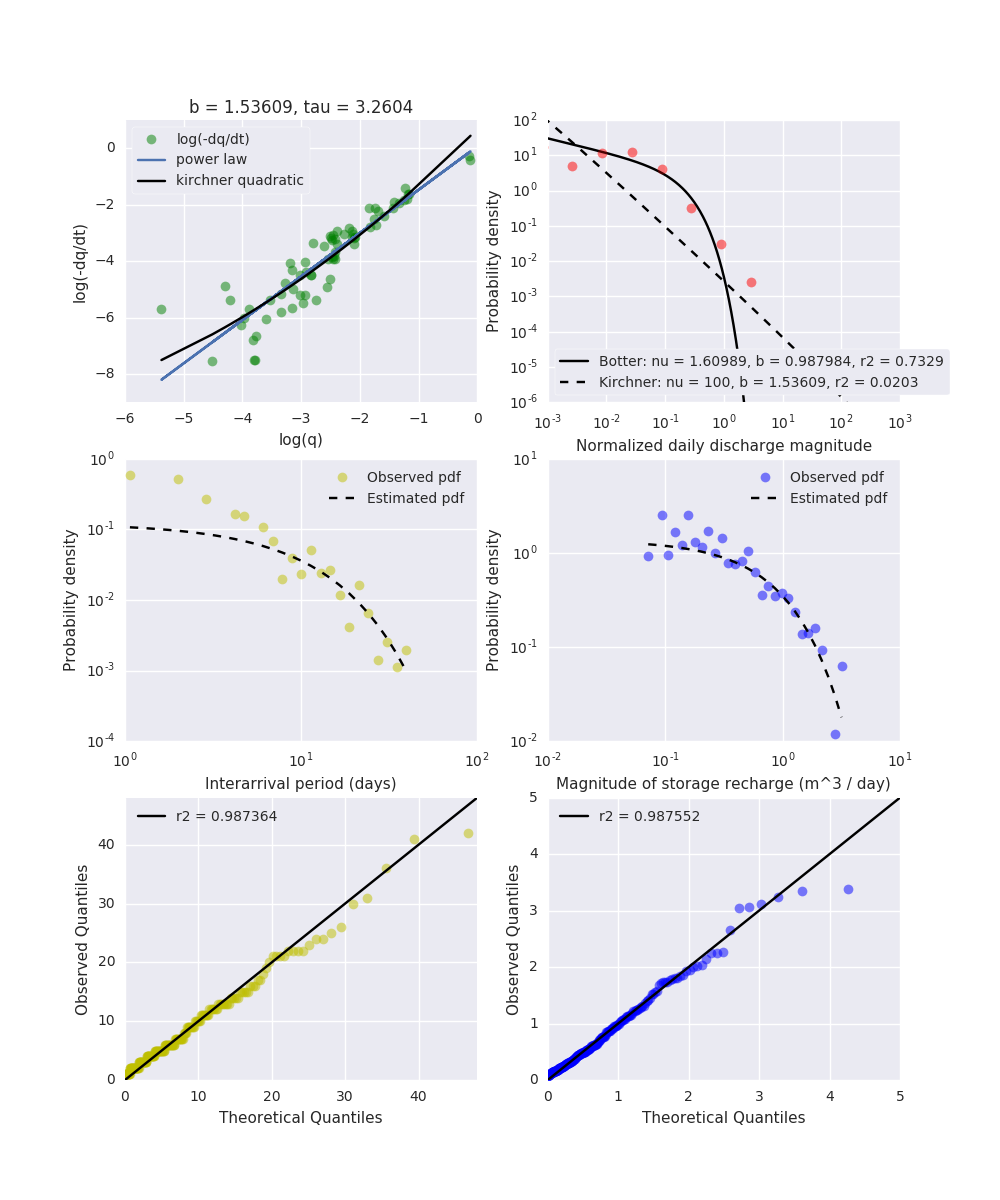 b = 1.53609, tau = 3.2604
log(-dq/dt)
power law
kirchner quadratic
0
−2
−4
−6
−8
log(-dq/dt)
−6 −5 −4 −3 −2 −1 0
log(q)
10^2
10^1
10^0
10^-1
10^-2
10^-3
10^-4
10^-5
10^-6
Probability density
Botter: nu = 1.60989, b = 0.987984, r2 = 0.7329
Kirchner: nu = 100, b = 1.53609, r2 = 0.0203
10^-3 10^-2 10^-1 10^0 10^1 10^2 10^3
Normalized daily discharge magnitude
10^0
10^-1
10^-2
10^-3
10^-4
Probability density
Observed pdf
Estimated pdf
10^0 10^1 10^2
Interarrival period (days)
10^1
10^0
10^-1
10^-2
Probability density
Observed pdf
Estimated pdf
10^-2 10^-1 10^0 10^1
Magnitude of storage recharge (m^3 / day)
r2 = 0.987364
40
30
20
10
0
Observed Quantiles
0 10 20 30 40
Theoretical Quantiles
r2 = 0.987552
5
4
3
2
1
0
Observed Quantiles
0 1 2 3 4 5
Theoretical Quantiles